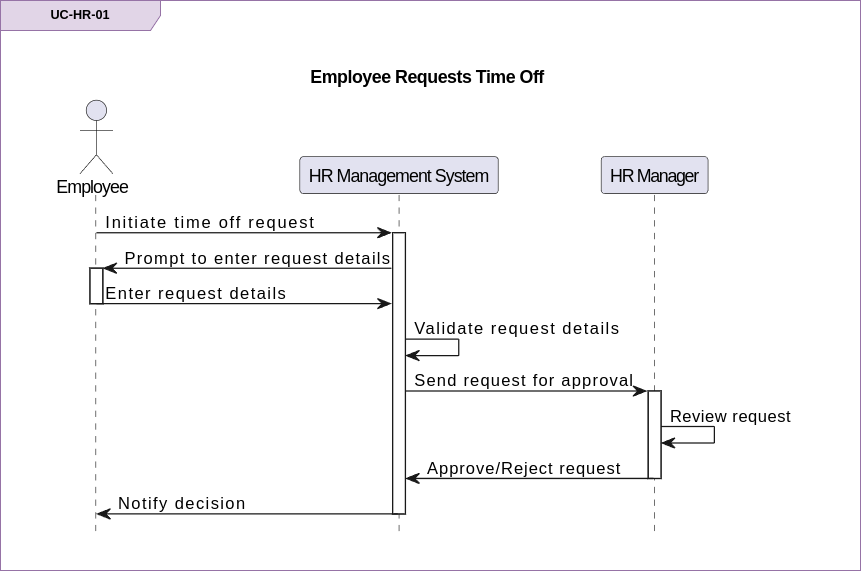 UC-HR-01
Employee Requests Time Off
Employee
HR Management System
HR Manager
Initiate time off request
Prompt to enter request details
Enter request details
Validate request details
Send request for approval
Review request
Approve/Reject request
Notify decision